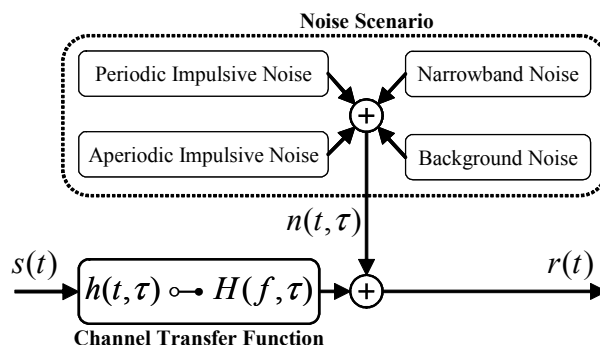 Noise Scenario
Periodic Impulsive Noise
Narrowband Noise
+
Aperiodic Impulsive Noise
Background Noise
n(t,τ)
s(t)
r(t)
h(t,τ) H(f,τ)
+
Channel Transfer Function